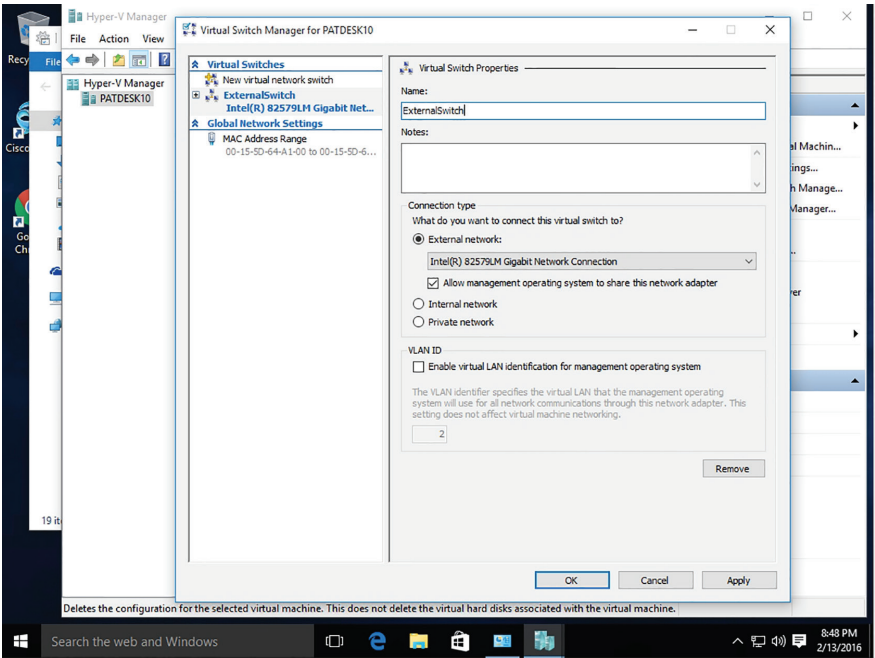 Hyper-V Manager
File Action View
Recy
File
Hyper-V Manager
PATDESK10
Cisco
Go
Ch
19 it
Virtual Switch Manager for PATDESK10
Virtual Switches
New virtual network switch
ExternalSwitch
Intel(R) 82579LM Gigabit Net...
Global Network Settings
MAC Address Range
00-15-5D-64-A1-00 to 00-15-5D-6...
Virtual Switch Properties
Name:
ExternalSwitch
Notes:
Connection type
What do you want to connect this virtual switch to?
External network:
Intel(R) 82579LM Gigabit Network Connection
Allow management operating system to share this network adapter
Internal network
Private network
VLAN ID
Enable virtual LAN identification for management operating system
The VLAN identifier specifies the virtual LAN that the management operating
system will use for all network communications through this network adapter. This
setting does not affect virtual machine networking.
2
Remove
OK Cancel Apply
al Machin...
ings...
h Manage...
Manager...
..
ver
Deletes the configuration for the selected virtual machine. This does not delete the virtual hard disks associated with the virtual machine.
Search the web and Windows
8:48 PM
2/13/2016